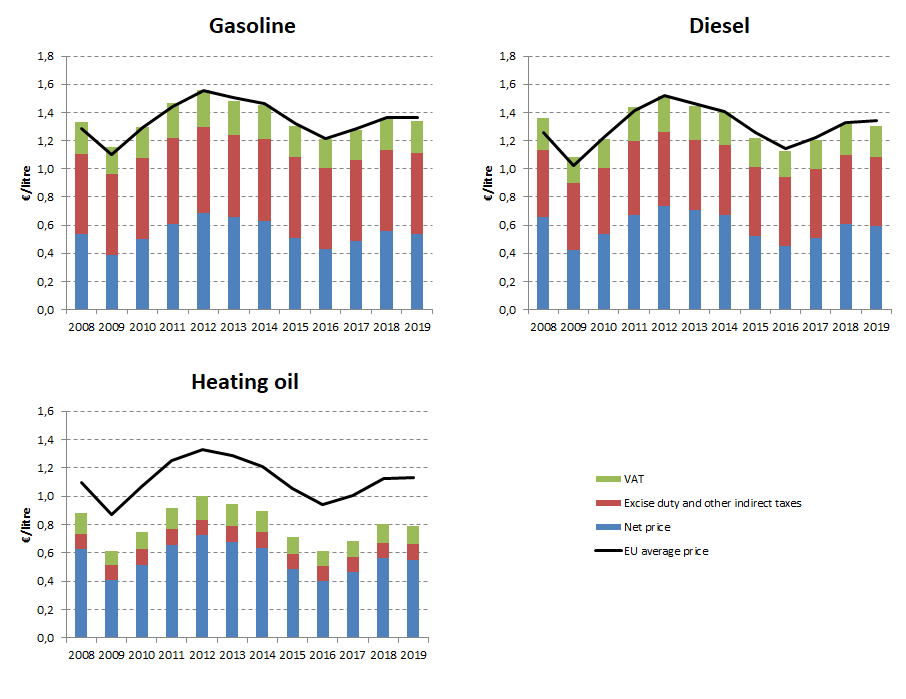 Gasoline
1,8
1,6
1,4
1,2
1,0
0,8
0,6
0,4
0,2
0,0
€/litre
2008 2009 2010 2011 2012 2013 2014 2015 2016 2017 2018 2019
Diesel
1,8
1,6
1,4
1,2
1,0
0,8
0,6
0,4
0,2
0,0
€/litre
2008 2009 2010 2011 2012 2013 2014 2015 2016 2017 2018 2019
Heating oil
1,6
1,4
1,2
1,0
0,8
0,6
0,4
0,2
0,0
€/litre
2008 2009 2010 2011 2012 2013 2014 2015 2016 2017 2018 2019
VAT
Excise duty and other indirect taxes
Net price
EU average price